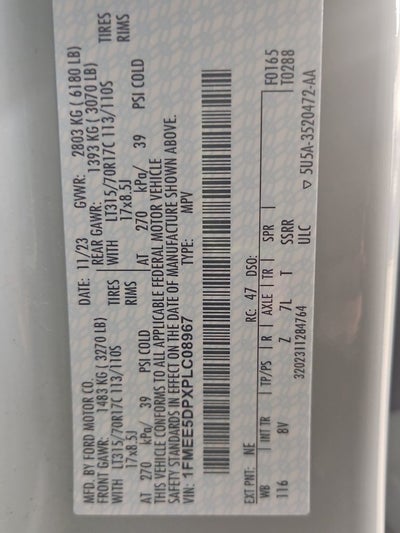 MFD. BY FORD MOTOR CO.
DATE: 11/23 GVWR: 2803 KG ( 6180 LB)
FRONT GAWR: 1483 KG ( 3270 LB) REAR GAWR: 1393 KG ( 3070 LB)
WITH LT315/70R17C 113/110S TIRES WITH LT315/70R17C 113/110S TIRES
17x8.5J RIMS 17x8.5J RIMS
AT 270 kPa/ 39 PSI COLD AT 270 kPa/ 39 PSI COLD
THIS VEHICLE CONFORMS TO ALL APPLICABLE FEDERAL MOTOR VEHICLE
SAFETY STANDARDS IN EFFECT ON THE DATE OF MANUFACTURE SHOWN ABOVE.
VIN: 1FMEE5DPXPLC08967 TYPE: MPV
F0165
T0288
EXT PNT: NE RC: 47 DSO:
WB INT TR TP/PS R AXLE TR SPR
116 8V Z 7L T SSRR
3202311284764 ULC
▽ 5U5A-3520472-AA